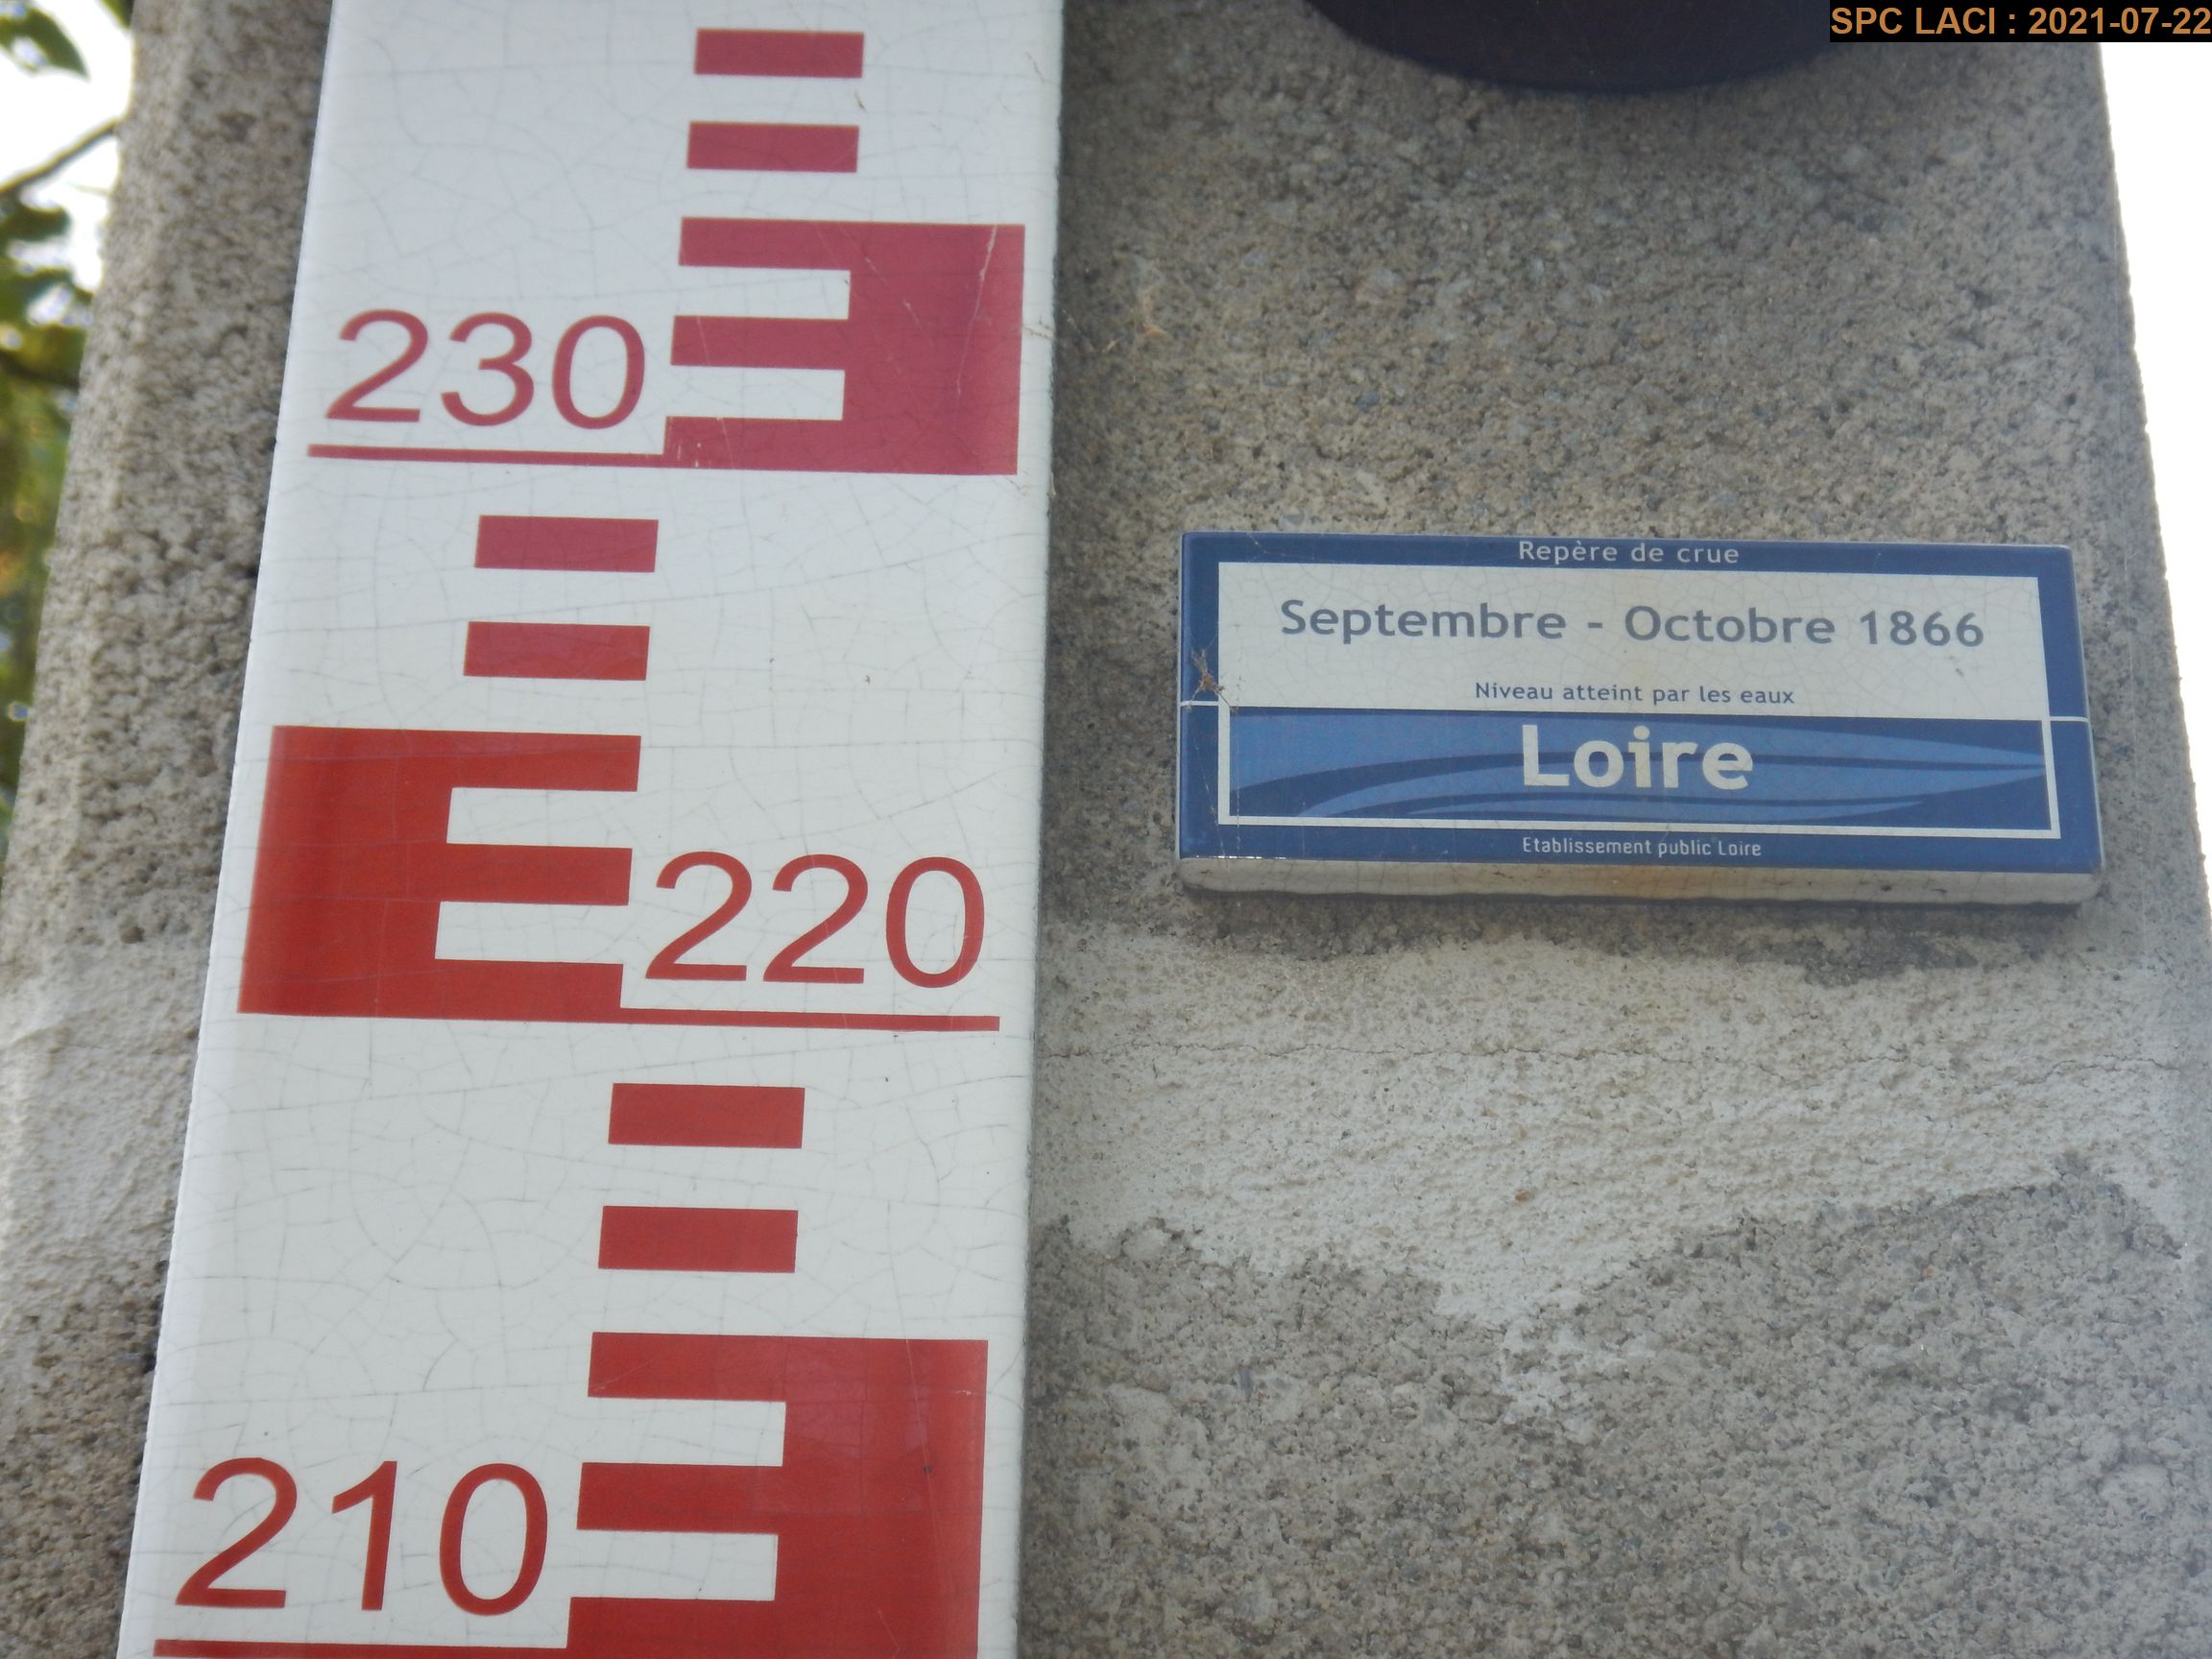 SPC LACI : 2021-07-22
230
Repère de crue
Septembre - Octobre 1866
Niveau atteint par les eaux
Loire
Etablissement public Loire
220
210